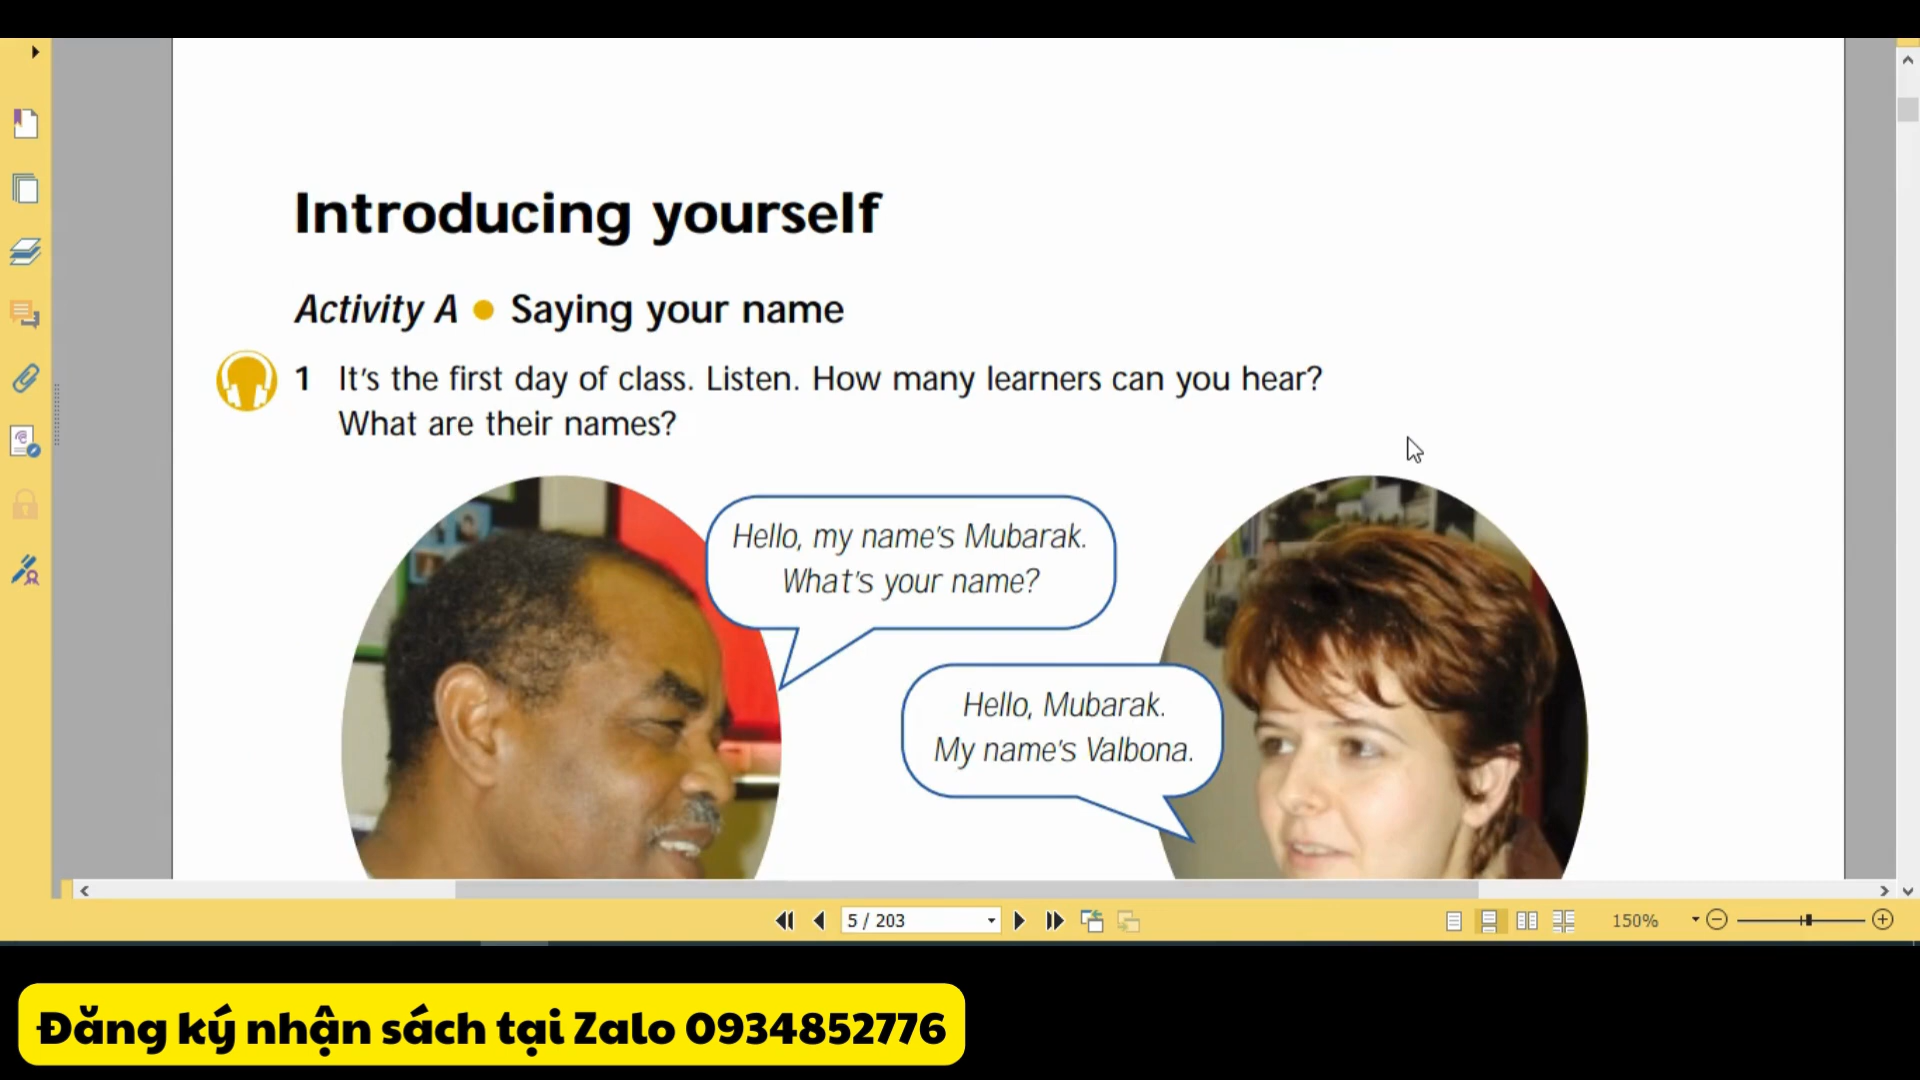 Introducing yourself
Activity A ● Saying your name
1 It's the first day of class. Listen. How many learners can you hear?
What are their names?
Hello, my name's Mubarak.
What's your name?
Hello, Mubarak.
My name's Valbona.
5 / 203
150%
Đăng ký nhận sách tại Zalo 0934852776